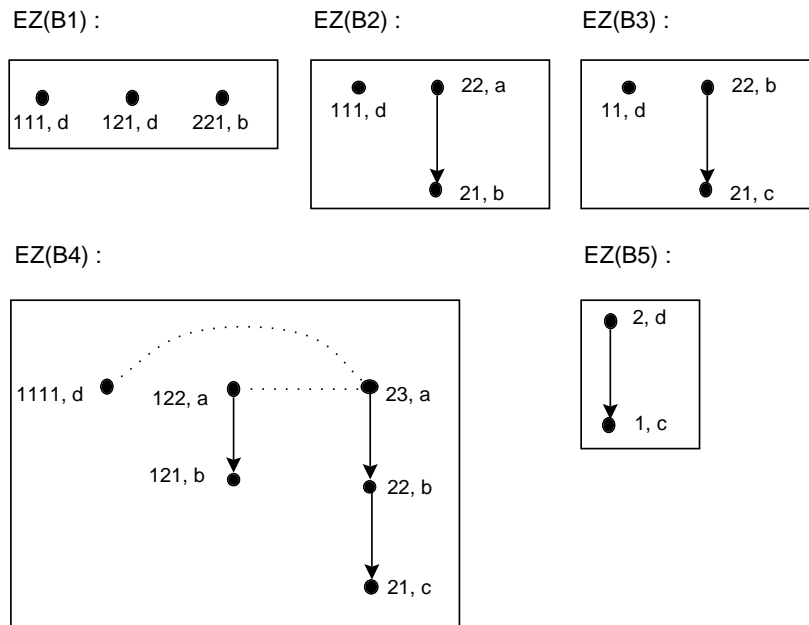 EZ(B1) :
EZ(B2) :
EZ(B3) :
111, d
121, d
221, b
111, d
22, a
21, b
11, d
22, b
21, c
EZ(B4) :
EZ(B5) :
1111, d
122, a
23, a
121, b
22, b
21, c
2, d
1, c